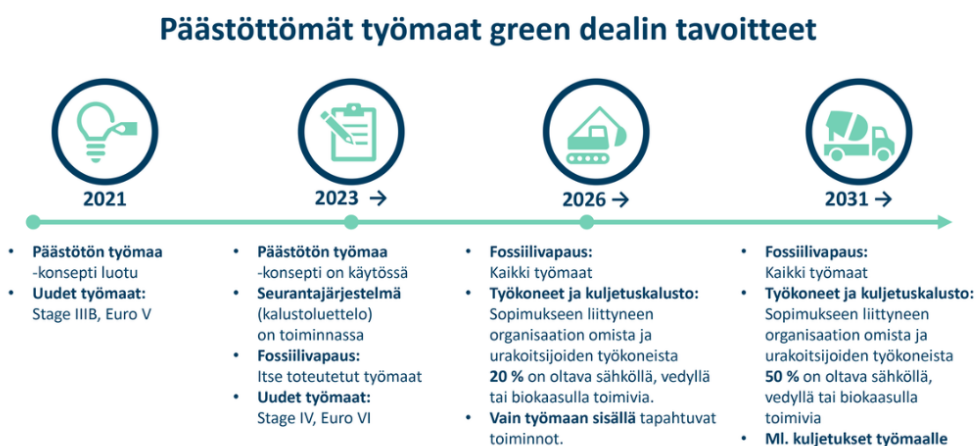 Päästöttömät työmaat green dealin tavoitteet
2021
• Päästötön työmaa
-konsepti luotu
• Uudet työmaat:
Stage IIIB, Euro V
2023 →
• Päästötön työmaa
-konsepti on käytössä
• Seurantajärjestelmä
(kalustoluettelo)
on toiminnassa
• Fossiilivapaus:
Itse toteutetut työmaat
• Uudet työmaat:
Stage IV, Euro VI
2026 →
• Fossiilivapaus:
Kaikki työmaat
• Työkoneet ja kuljetuskalusto:
Sopimukseen liittyneen
organisaation omista ja
urakoitsijoiden työkoneista
20 % on oltava sähköllä, vedyllä
tai biokaasulla toimivia.
• Vain työmaan sisällä tapahtuvat
toiminnot.
2031 →
• Fossiilivapaus:
Kaikki työmaat
• Työkoneet ja kuljetuskalusto:
Sopimukseen liittyneen
organisaation omista ja
urakoitsijoiden työkoneista
50 % on oltava sähköllä,
vedyllä tai biokaasulla
toimivia
• Ml. kuljetukset työmaalle